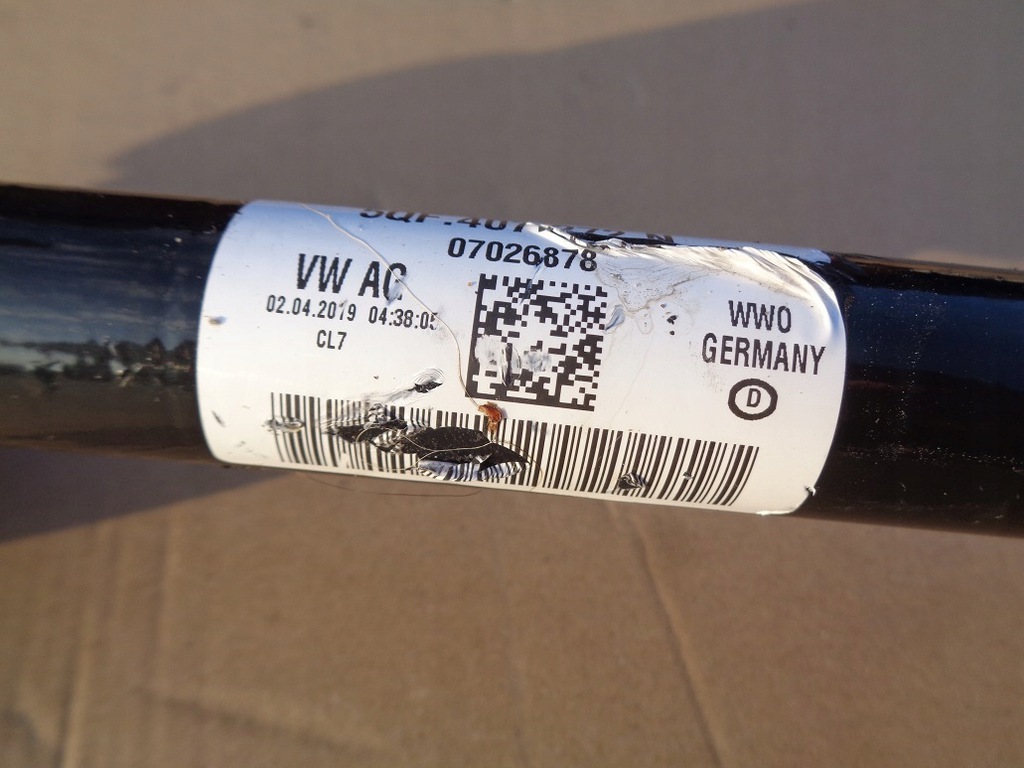 07026878
VW AG
02.04.2019 04:38:05
CL7
WWO
GERMANY
D